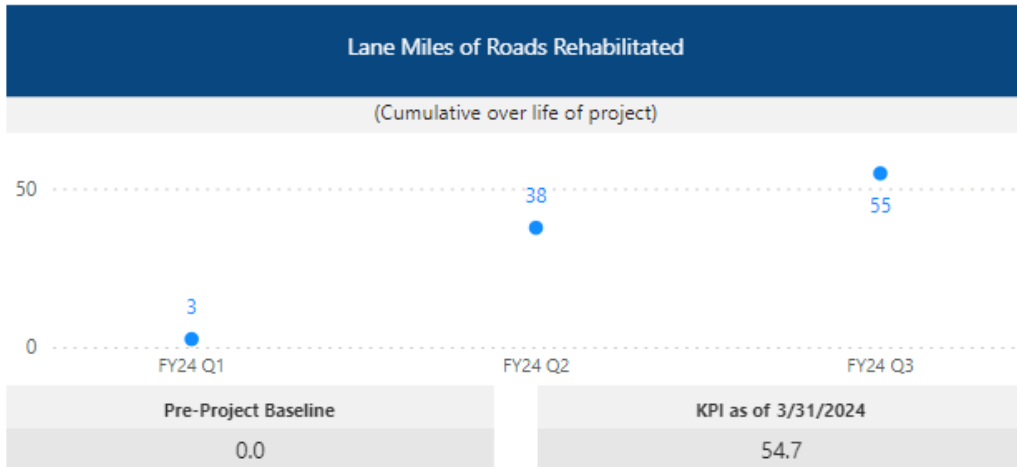 Lane Miles of Roads Rehabilitated
(Cumulative over life of project)
50
38
55
3
0
FY24 Q1 FY24 Q2 FY24 Q3
Pre-Project Baseline KPI as of 3/31/2024
0.0 54.7